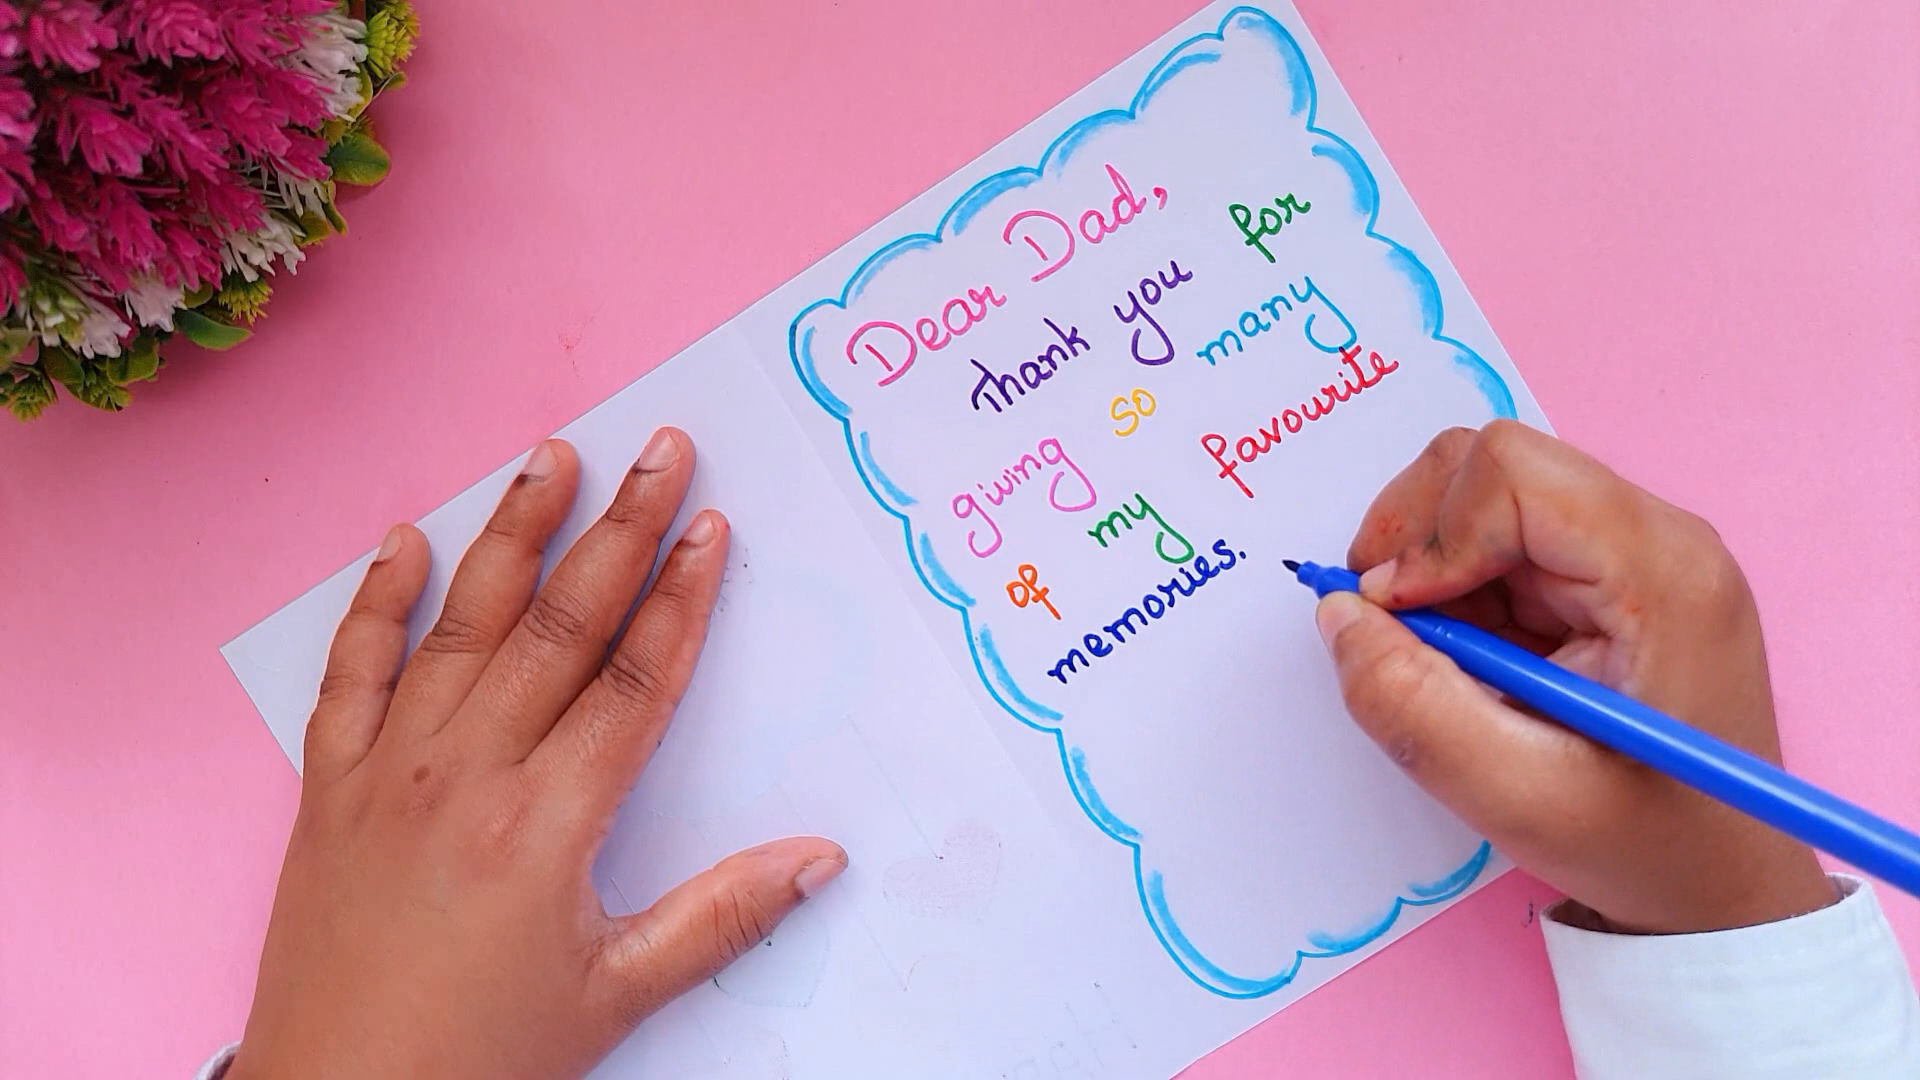 Dear Dad,
Thank you for
giving so many
of my favourite
memories.